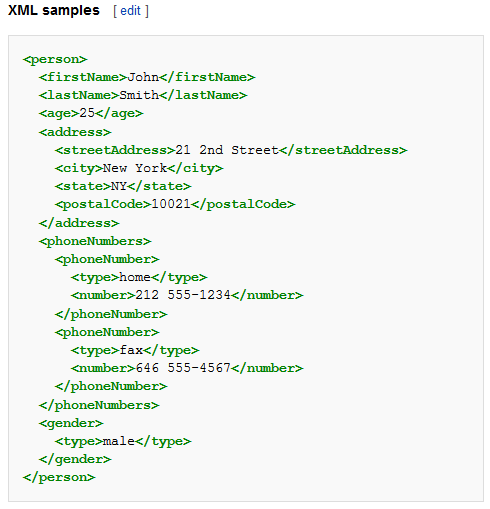 XML samples [ edit ]
<person>
  <firstName>John</firstName>
  <lastName>Smith</lastName>
  <age>25</age>
  <address>
    <streetAddress>21 2nd Street</streetAddress>
    <city>New York</city>
    <state>NY</state>
    <postalCode>10021</postalCode>
  </address>
  <phoneNumbers>
    <phoneNumber>
      <type>home</type>
      <number>212 555-1234</number>
    </phoneNumber>
    <phoneNumber>
      <type>fax</type>
      <number>646 555-4567</number>
    </phoneNumber>
  </phoneNumbers>
  <gender>
    <type>male</type>
  </gender>
</person>